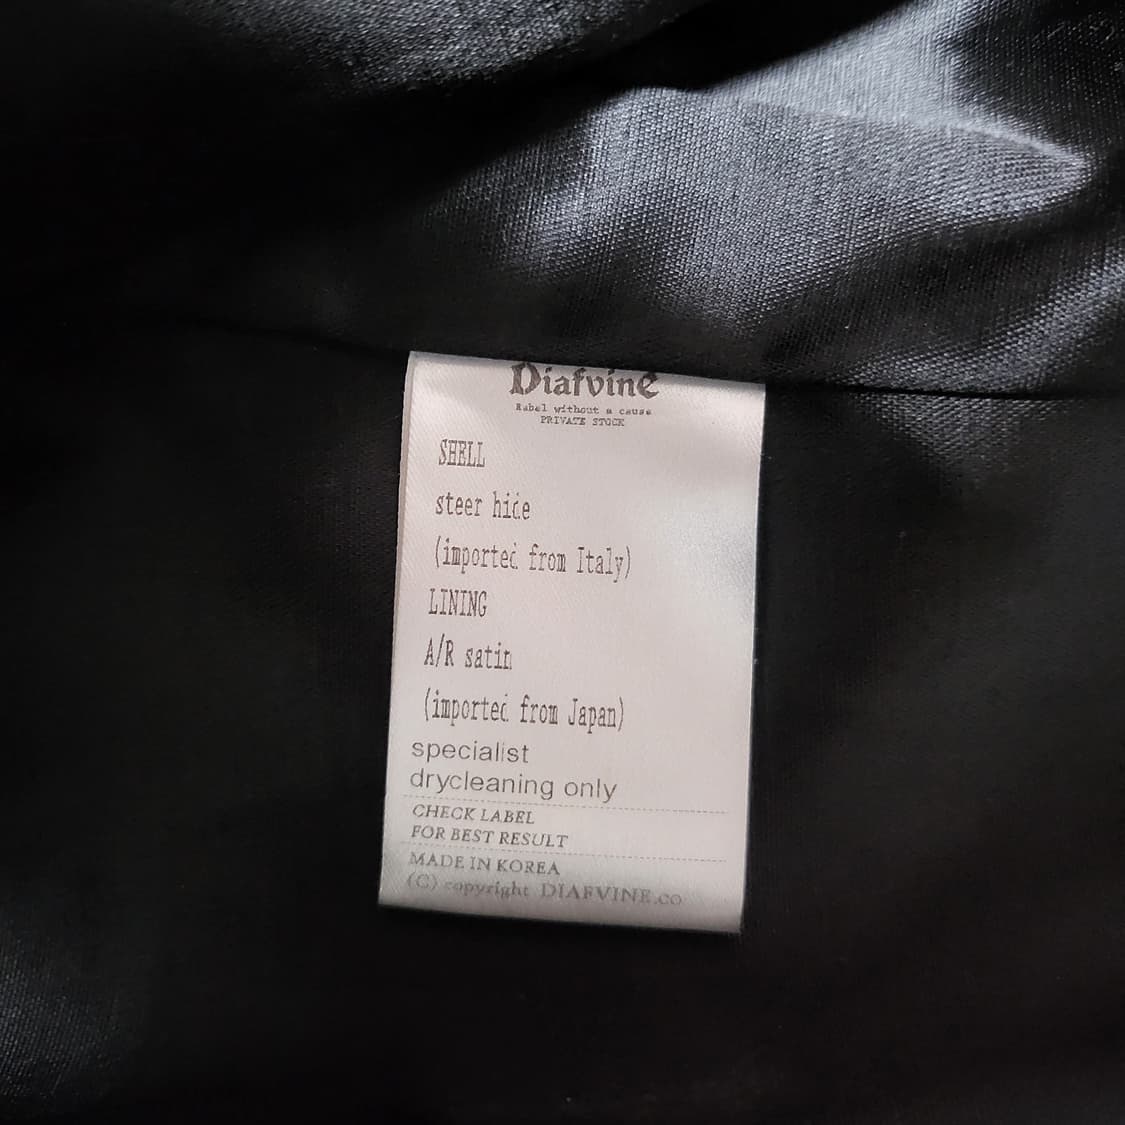 Diafvine
Rabel without a cause
PRIVATE STOCK
SHELL
steer hide
(imported from Italy)
LINING
A/R satin
(imported from Japan)
specialist
drycleaning only
CHECK LABEL
FOR BEST RESULT
MADE IN KOREA
(C) copyright DIAFVINE.co